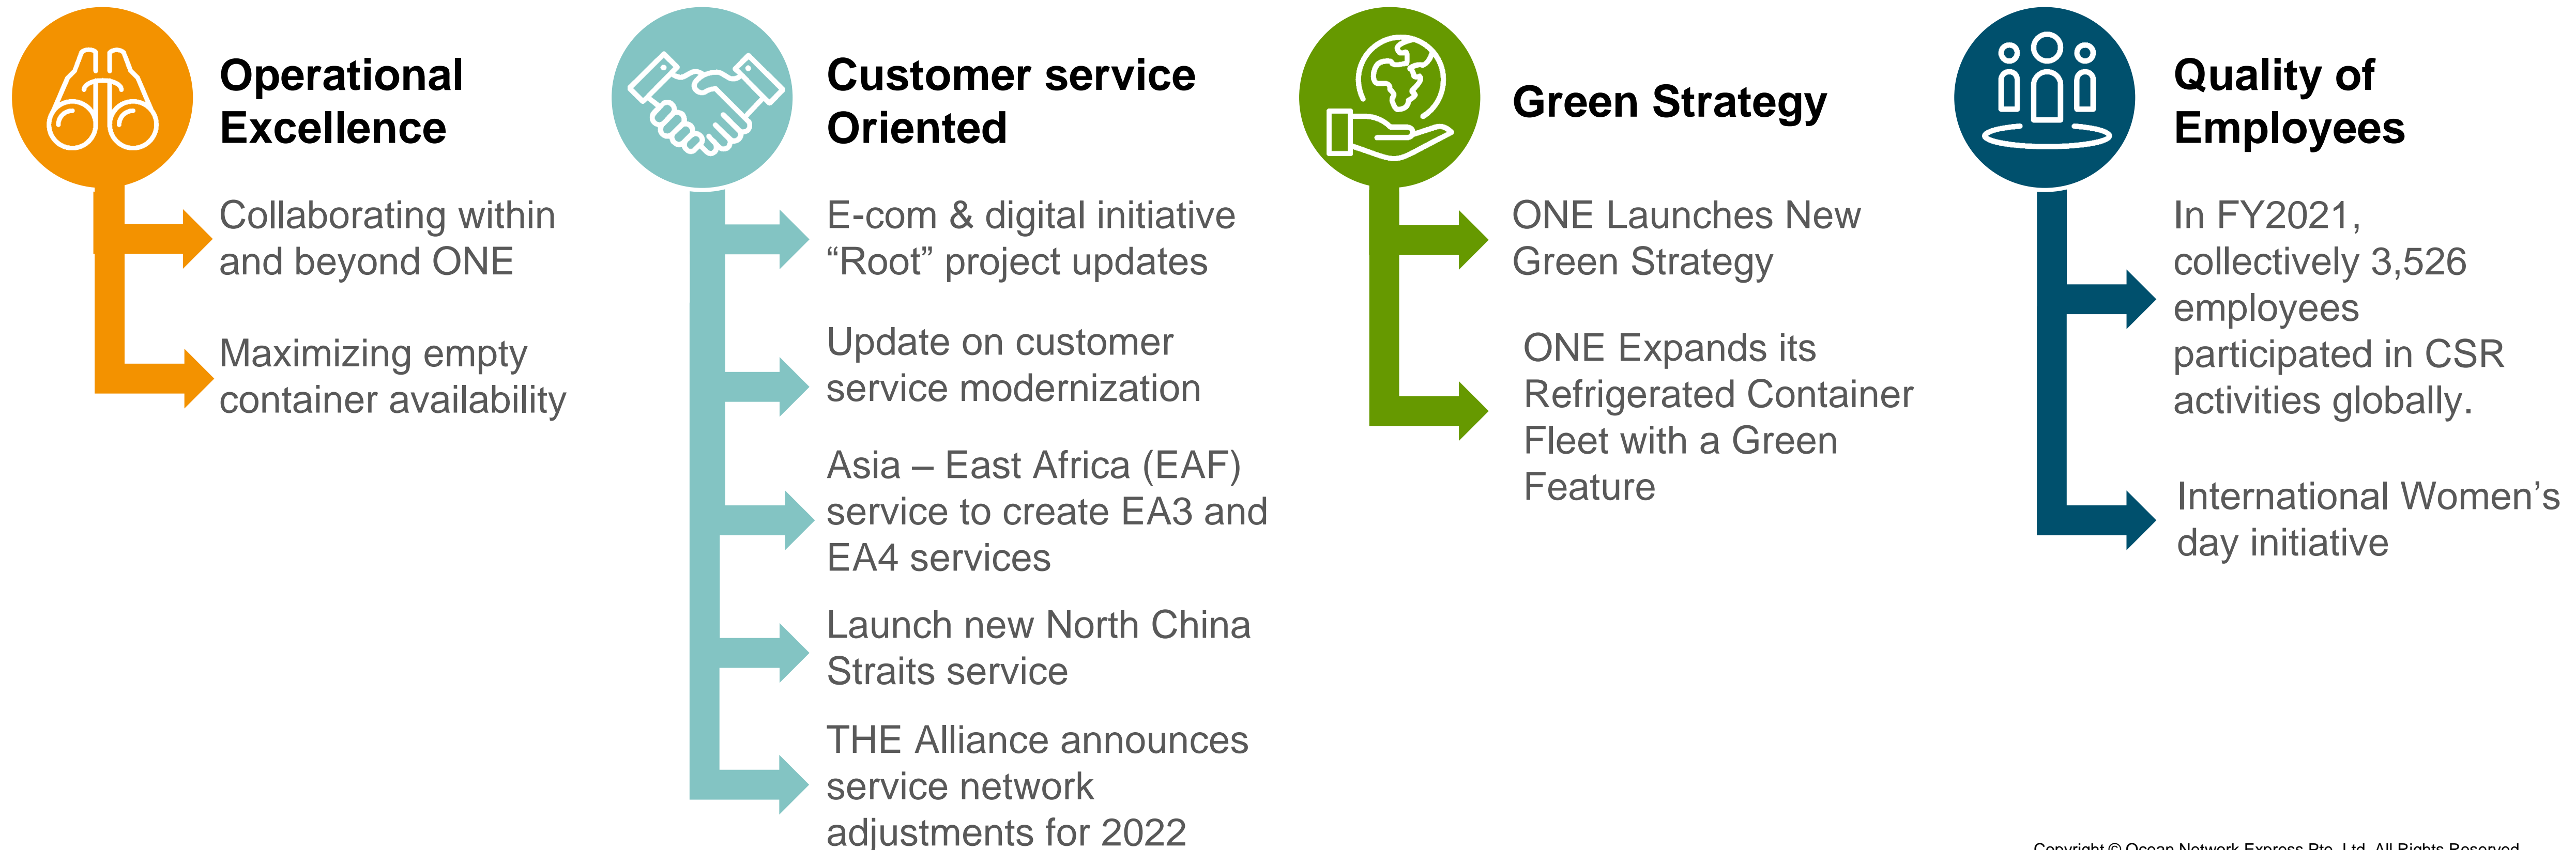 Operational
Excellence
Collaborating within
and beyond ONE
Maximizing empty
container availability
Customer service
Oriented
E-com & digital initiative
“Root” project updates
Update on customer
service modernization
Asia – East Africa (EAF)
service to create EA3 and
EA4 services
Launch new North China
Straits service
THE Alliance announces
service network
adjustments for 2022
Green Strategy
ONE Launches New
Green Strategy
ONE Expands its
Refrigerated Container
Fleet with a Green
Feature
Quality of
Employees
In FY2021,
collectively 3,526
employees
participated in CSR
activities globally.
International Women’s
day initiative
Copyright © Ocean Network Express Pte. Ltd. All Rights Reserved